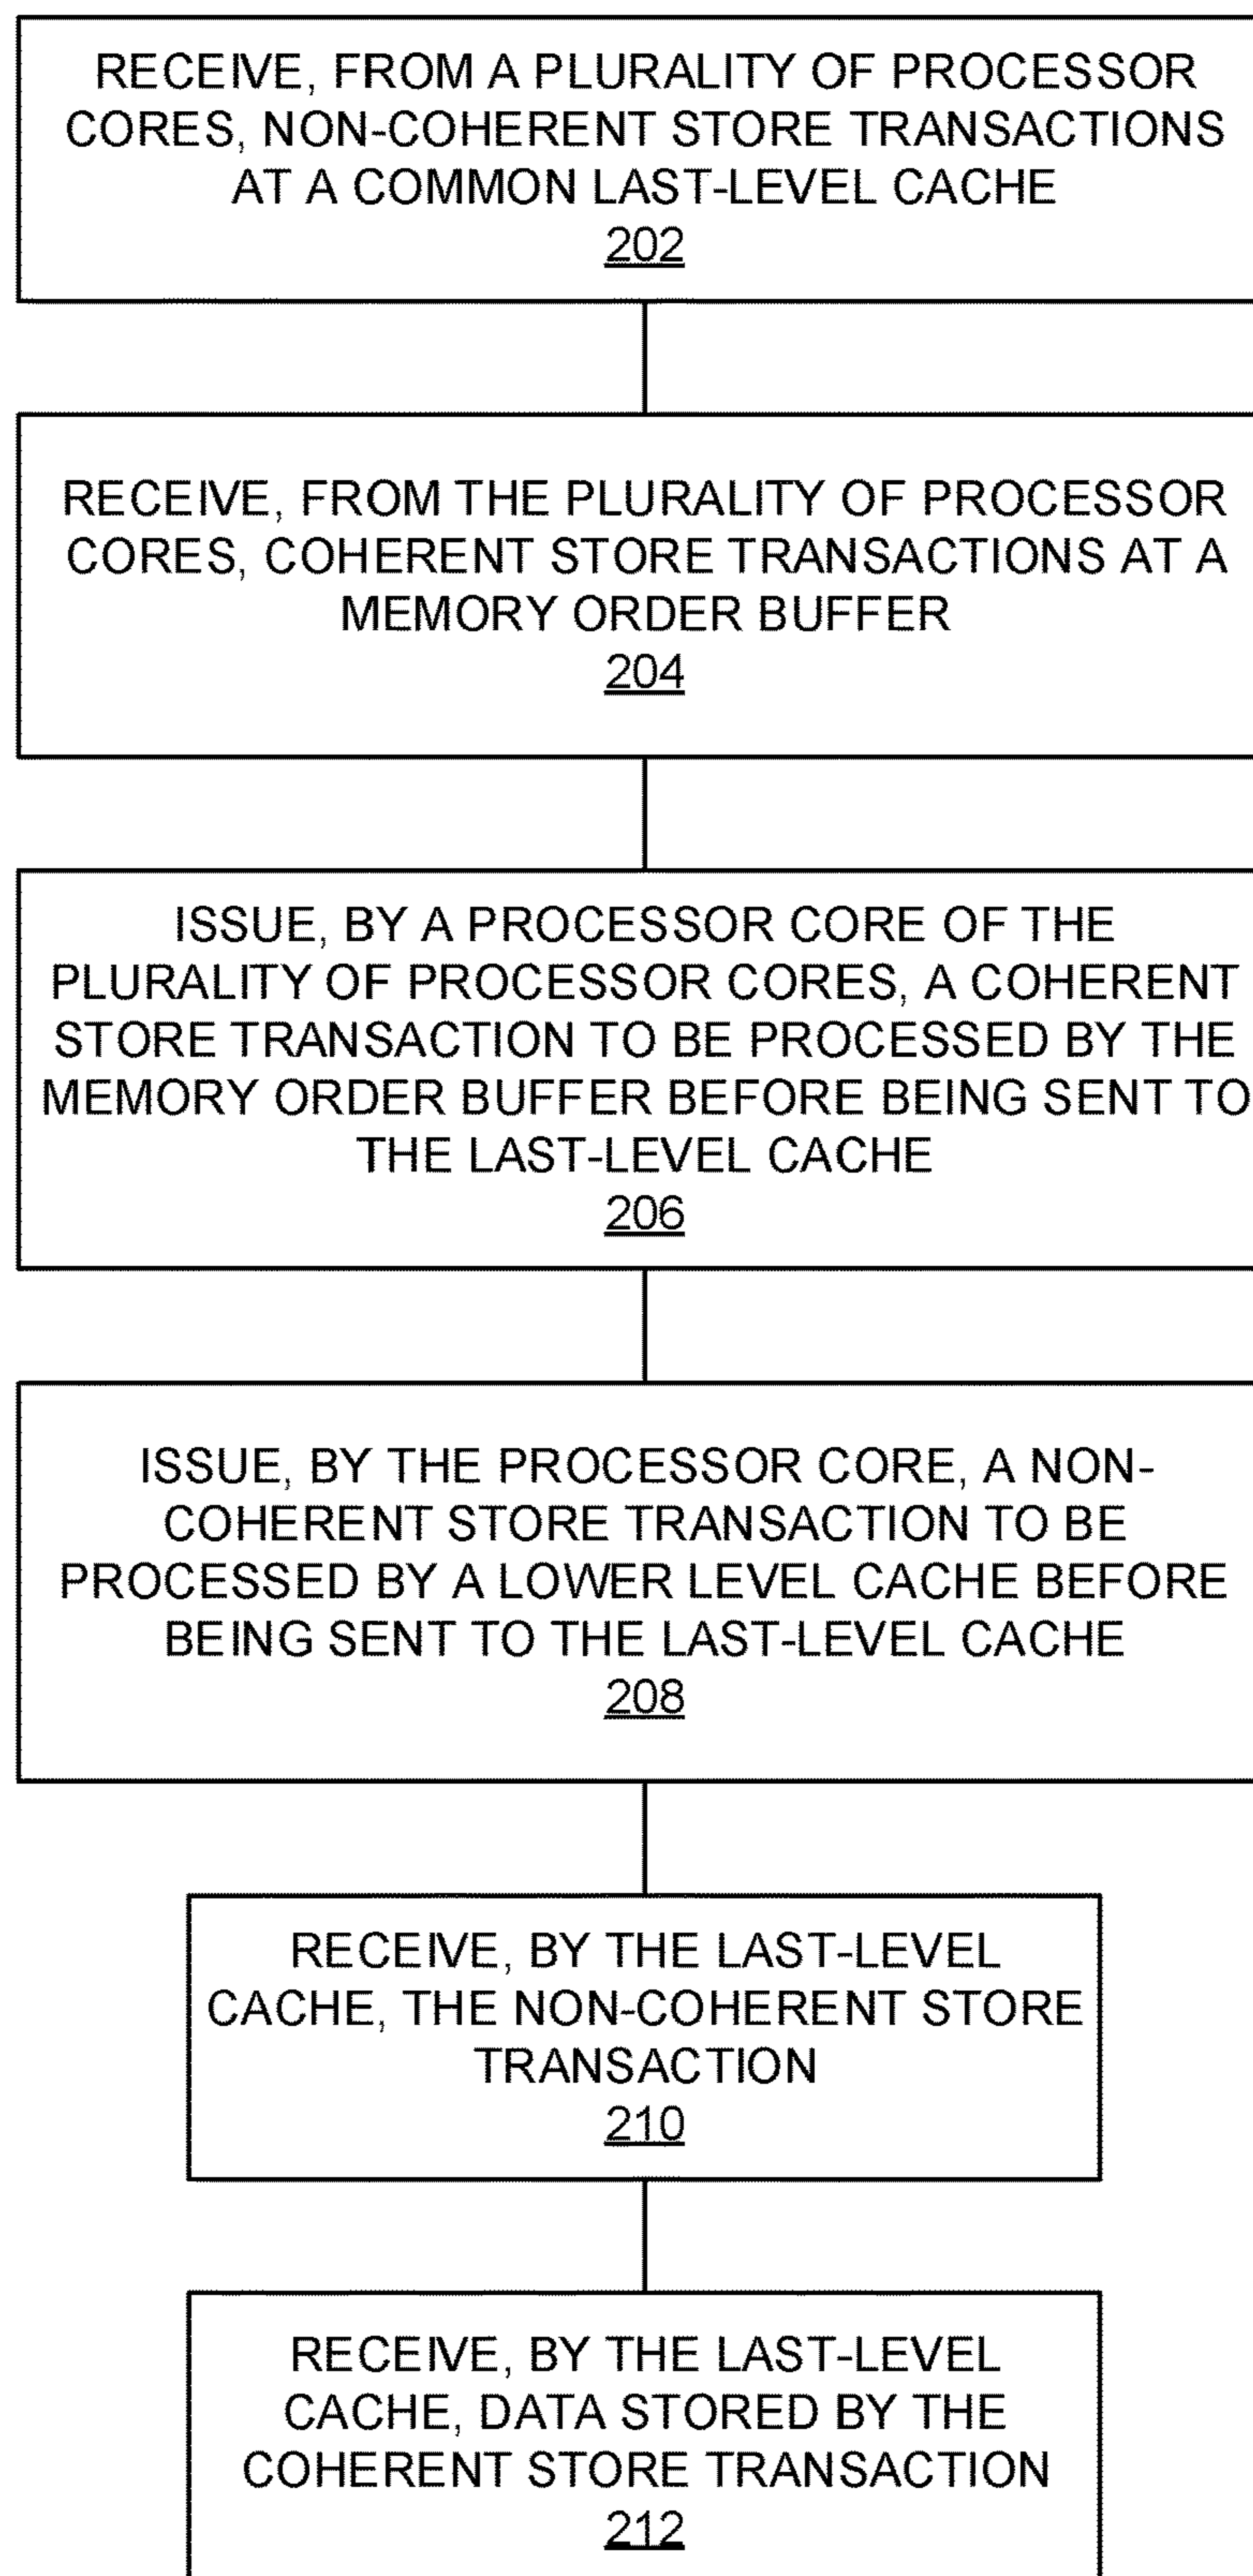 RECEIVE, FROM A PLURALITY OF PROCESSOR
CORES, NON-COHERENT STORE TRANSACTIONS
AT A COMMON LAST-LEVEL CACHE
202
RECEIVE, FROM THE PLURALITY OF PROCESSOR
CORES, COHERENT STORE TRANSACTIONS AT A
MEMORY ORDER BUFFER
204
ISSUE, BY A PROCESSOR CORE OF THE
PLURALITY OF PROCESSOR CORES, A COHERENT
STORE TRANSACTION TO BE PROCESSED BY THE
MEMORY ORDER BUFFER BEFORE BEING SENT TO
THE LAST-LEVEL CACHE
206
ISSUE, BY THE PROCESSOR CORE, A NON-
COHERENT STORE TRANSACTION TO BE
PROCESSED BY A LOWER LEVEL CACHE BEFORE
BEING SENT TO THE LAST-LEVEL CACHE
208
RECEIVE, BY THE LAST-LEVEL
CACHE, THE NON-COHERENT STORE
TRANSACTION
210
RECEIVE, BY THE LAST-LEVEL
CACHE, DATA STORED BY THE
COHERENT STORE TRANSACTION
212